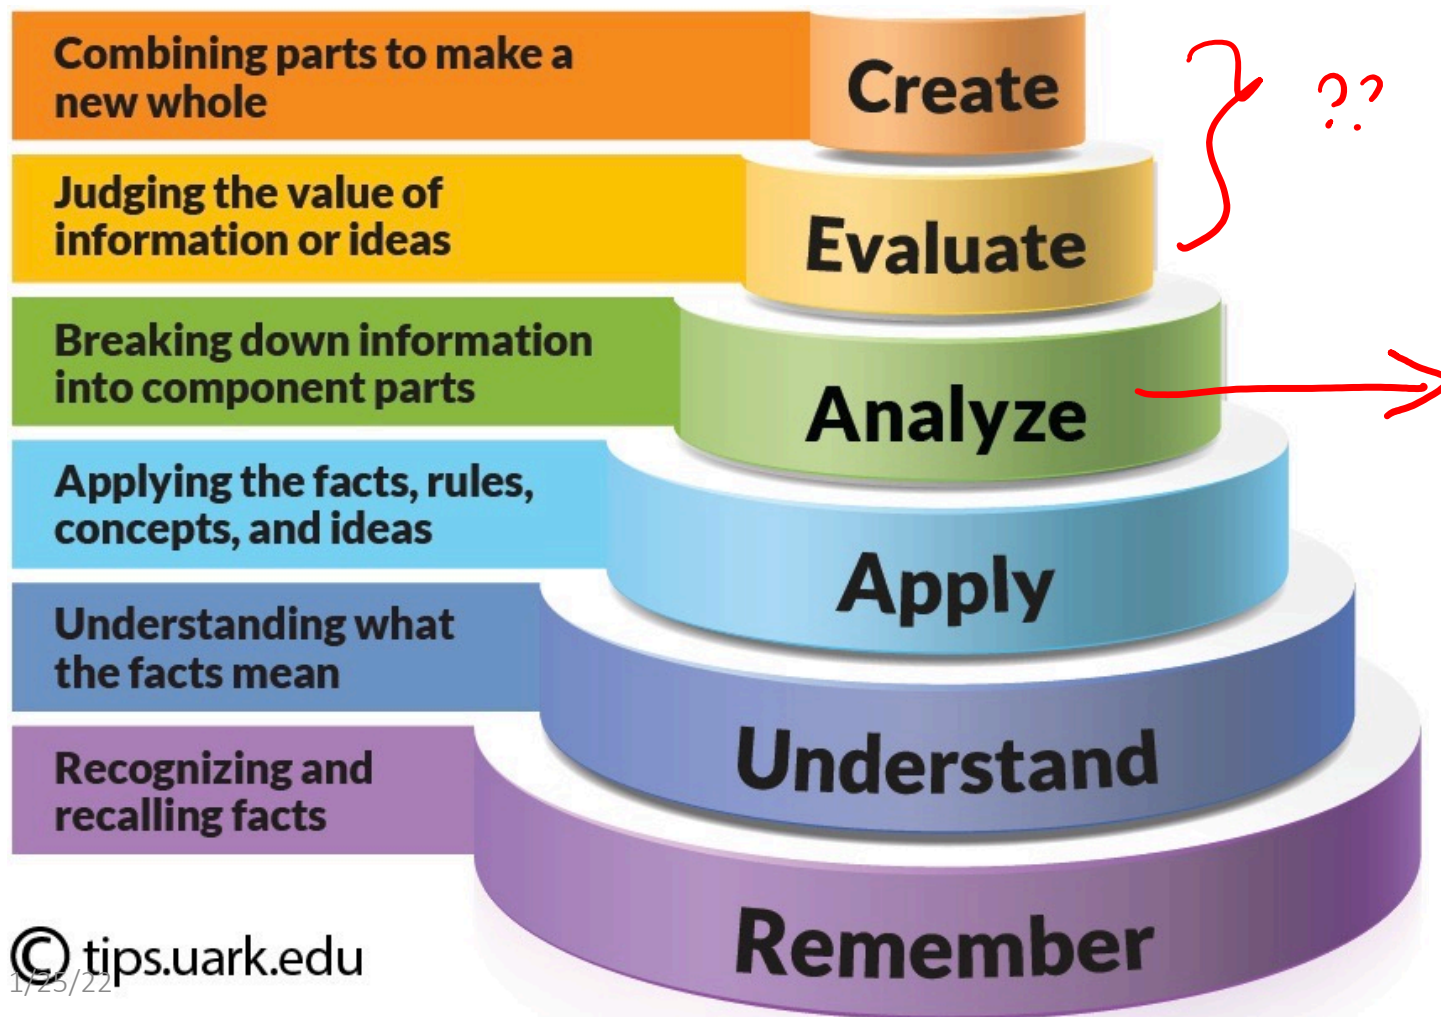 Combining parts to make a
new whole
Create
??
Judging the value of
information or ideas
Evaluate
Breaking down information
into component parts
Analyze
Applying the facts, rules,
concepts, and ideas
Apply
Understanding what
the facts mean
Understand
Recognizing and
recalling facts
Remember
© tips.uark.edu
1/25/22